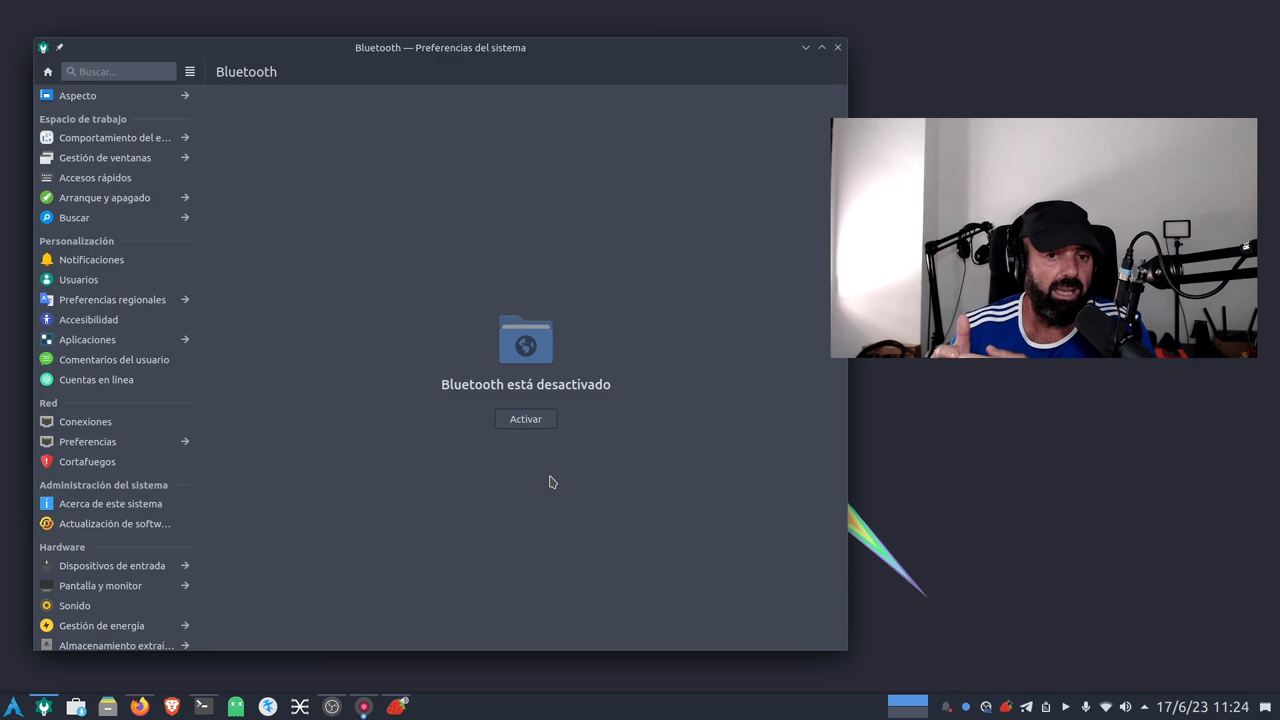 Bluetooth — Preferencias del sistema
Buscar...
Bluetooth
Aspecto
Espacio de trabajo
Comportamiento del e...
Gestión de ventanas
Accesos rápidos
Arranque y apagado
Buscar
Personalización
Notificaciones
Usuarios
Preferencias regionales
Accesibilidad
Aplicaciones
Comentarios del usuario
Cuentas en línea
Red
Conexiones
Preferencias
Cortafuegos
Administración del sistema
Acerca de este sistema
Actualización de softw...
Hardware
Dispositivos de entrada
Pantalla y monitor
Sonido
Gestión de energía
Almacenamiento extraí...
Bluetooth está desactivado
Activar
17/6/23 11:24